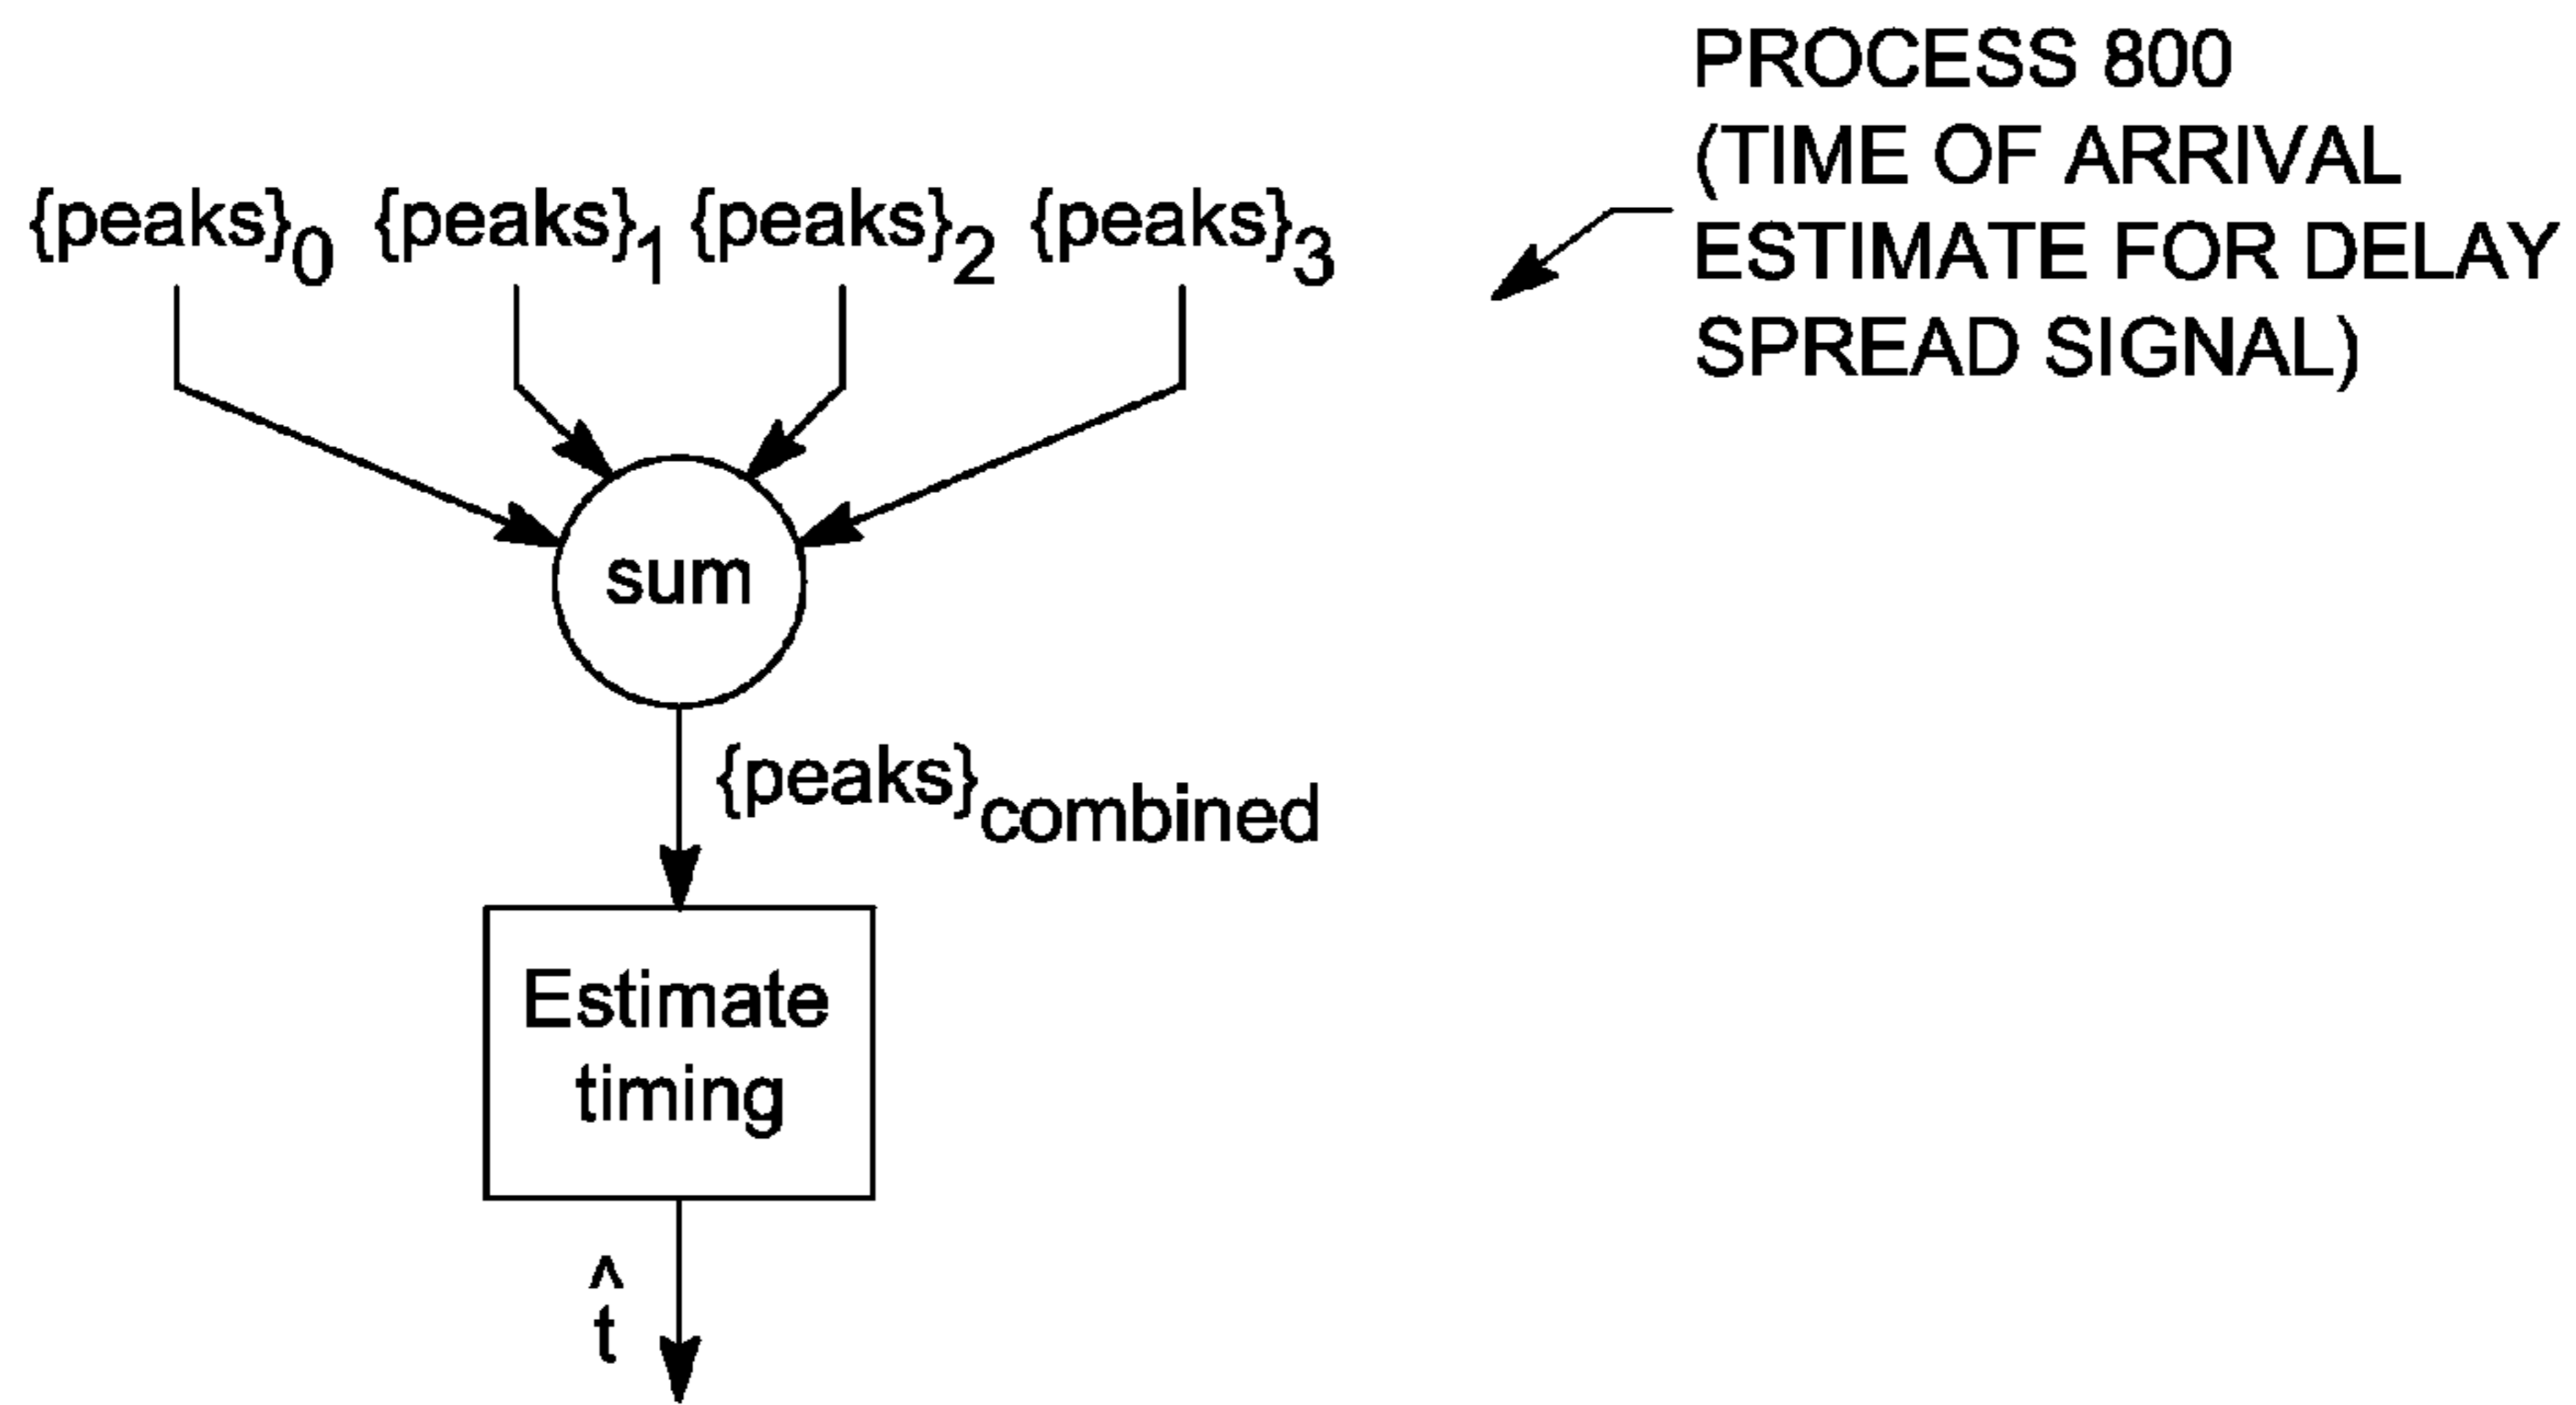 PROCESS 800
(TIME OF ARRIVAL
ESTIMATE FOR DELAY
SPREAD SIGNAL)
{peaks}0 {peaks}1 {peaks}2 {peaks}3
sum
{peaks}combined
Estimate
timing
t̂